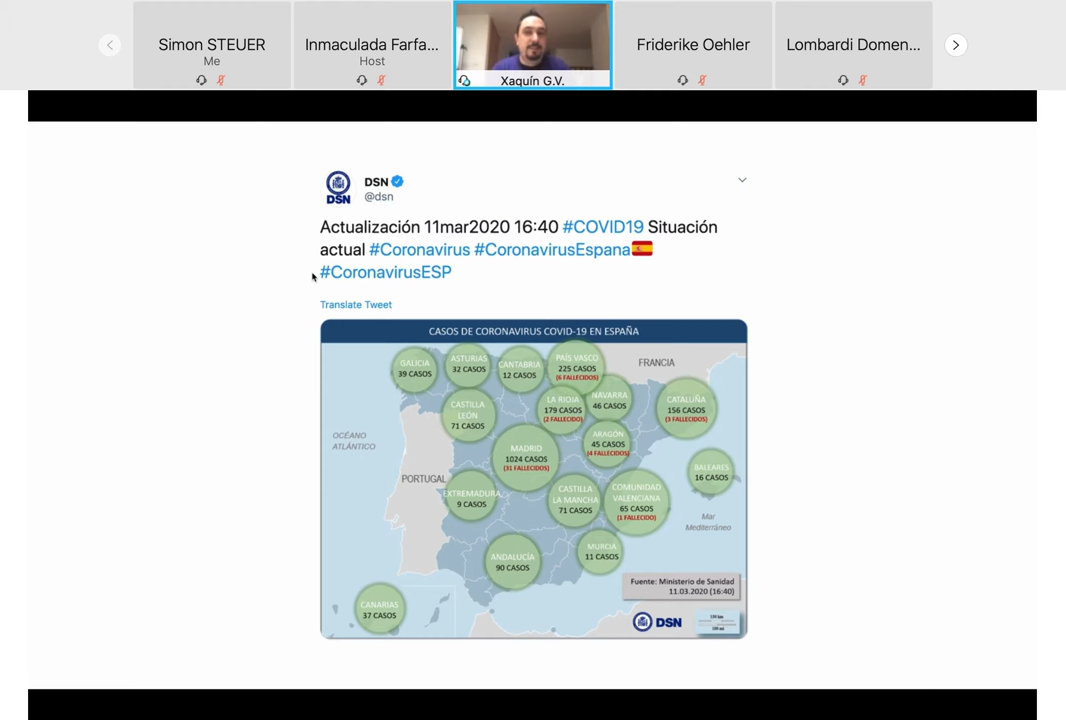 Simon STEUER
Me
Inmaculada Farfa...
Host
Xaquín G.V.
Friderike Oehler
Lombardi Domen...
DSN
DSN
@dsn
Actualización 11mar2020 16:40 #COVID19 Situación
actual #Coronavirus #CoronavirusEspana
#CoronavirusESP
Translate Tweet
CASOS DE CORONAVIRUS COVID-19 EN ESPAÑA
GALICIA
39 CASOS
ASTURIAS
32 CASOS
CANTABRIA
12 CASOS
PAÍS VASCO
225 CASOS
(6 FALLECIDOS)
FRANCIA
CASTILLA
LEÓN
71 CASOS
LA RIOJA
179 CASOS
(2 FALLECIDO)
NAVARRA
46 CASOS
CATALUÑA
156 CASOS
(3 FALLECIDOS)
OCÉANO
ATLÁNTICO
MADRID
1024 CASOS
(31 FALLECIDOS)
ARAGÓN
45 CASOS
(4 FALLECIDOS)
BALEARES
16 CASOS
PORTUGAL
EXTREMADURA
9 CASOS
CASTILLA
LA MANCHA
71 CASOS
COMUNIDAD
VALENCIANA
65 CASOS
(1 FALLECIDO)
Mar
Mediterráneo
ANDALUCÍA
90 CASOS
MURCIA
11 CASOS
CANARIAS
37 CASOS
Fuente: Ministerio de Sanidad
11.03.2020 (16:40)
DSN